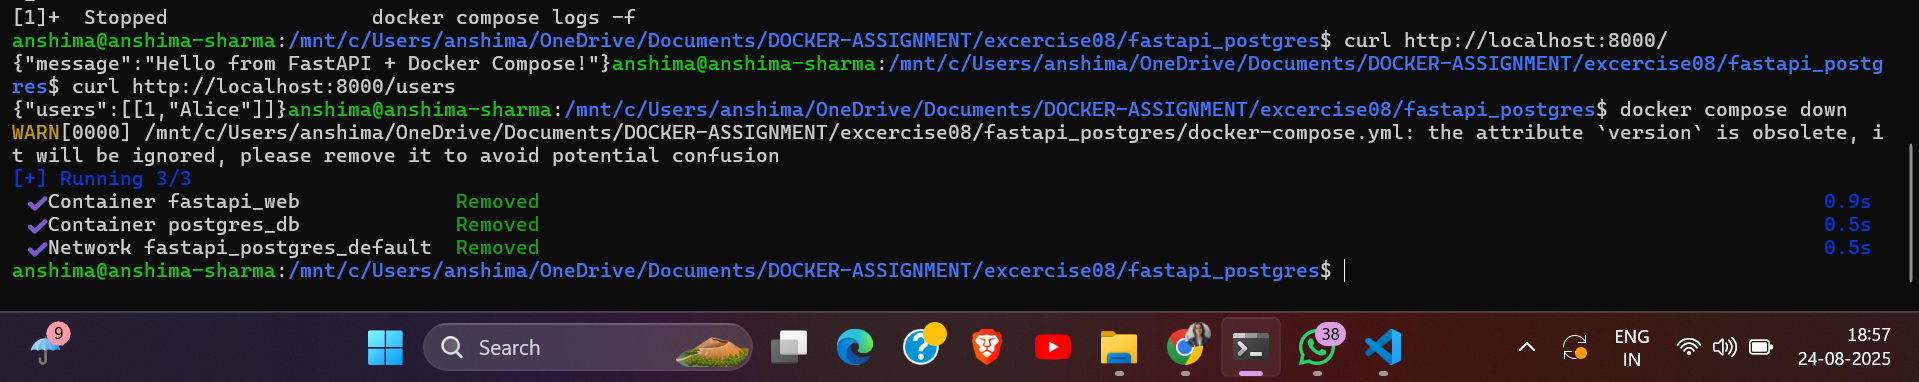 [1]+  Stopped                 docker compose logs -f
anshima@anshima-sharma:/mnt/c/Users/anshima/OneDrive/Documents/DOCKER-ASSIGNMENT/excercise08/fastapi_postgres$ curl http://localhost:8000/
{"message":"Hello from FastAPI + Docker Compose!"}anshima@anshima-sharma:/mnt/c/Users/anshima/OneDrive/Documents/DOCKER-ASSIGNMENT/excercise08/fastapi_postg
res$ curl http://localhost:8000/users
{"users":[[1,"Alice"]]}anshima@anshima-sharma:/mnt/c/Users/anshima/OneDrive/Documents/DOCKER-ASSIGNMENT/excercise08/fastapi_postgres$ docker compose down
WARN[0000] /mnt/c/Users/anshima/OneDrive/Documents/DOCKER-ASSIGNMENT/excercise08/fastapi_postgres/docker-compose.yml: the attribute `version` is obsolete, i
t will be ignored, please remove it to avoid potential confusion
[+] Running 3/3
✔Container fastapi_web             Removed                    0.9s
✔Container postgres_db             Removed                    0.5s
✔Network fastapi_postgres_default  Removed                    0.5s
anshima@anshima-sharma:/mnt/c/Users/anshima/OneDrive/Documents/DOCKER-ASSIGNMENT/excercise08/fastapi_postgres$
9
Search
38
ENG
IN
18:57
24-08-2025